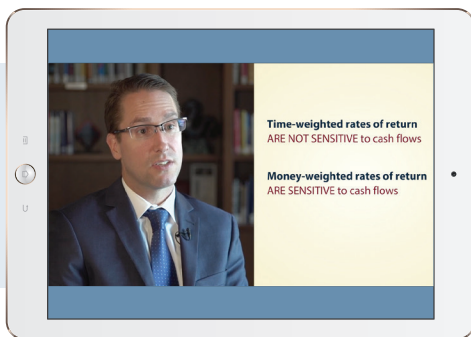 Time-weighted rates of return
ARE NOT SENSITIVE to cash flows
Money-weighted rates of return
ARE SENSITIVE to cash flows